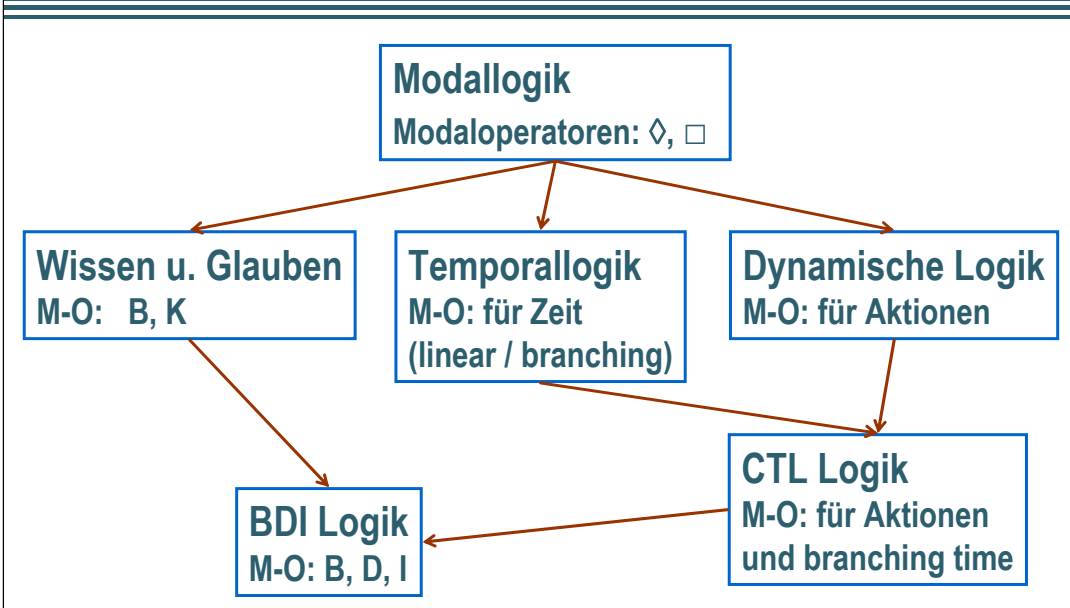 Modallogik
Modaloperatoren: ◊, □
Wissen u. Glauben
M-O: B, K
Temporallogik
M-O: für Zeit
(linear / branching)
Dynamische Logik
M-O: für Aktionen
CTL Logik
M-O: für Aktionen
und branching time
BDI Logik
M-O: B, D, I